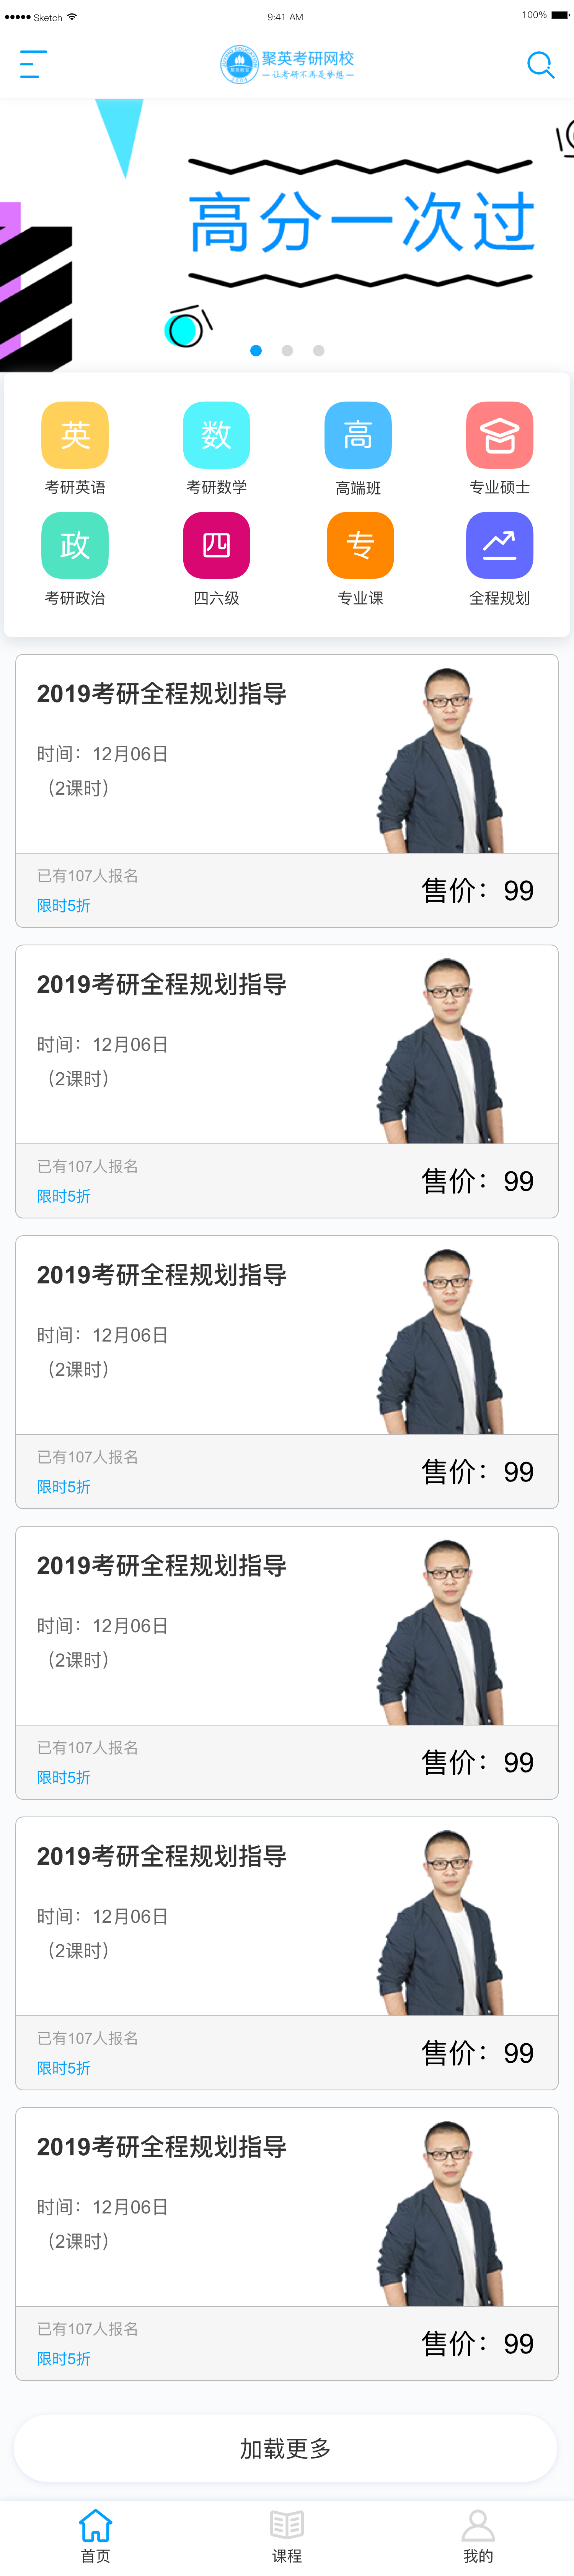 Sketch
9:41 AM
100%
聚英考研网校
让考研不再是梦想
高分一次过
英
数
高
考研英语
考研数学
高端班
专业硕士
政
四
专
考研政治
四六级
专业课
全程规划
2019考研全程规划指导
时间：12月06日
（2课时）
已有107人报名
限时5折
售价：99
2019考研全程规划指导
时间：12月06日
（2课时）
已有107人报名
限时5折
售价：99
2019考研全程规划指导
时间：12月06日
（2课时）
已有107人报名
限时5折
售价：99
2019考研全程规划指导
时间：12月06日
（2课时）
已有107人报名
限时5折
售价：99
2019考研全程规划指导
时间：12月06日
（2课时）
已有107人报名
限时5折
售价：99
2019考研全程规划指导
时间：12月06日
（2课时）
已有107人报名
限时5折
售价：99
加载更多
首页
课程
我的